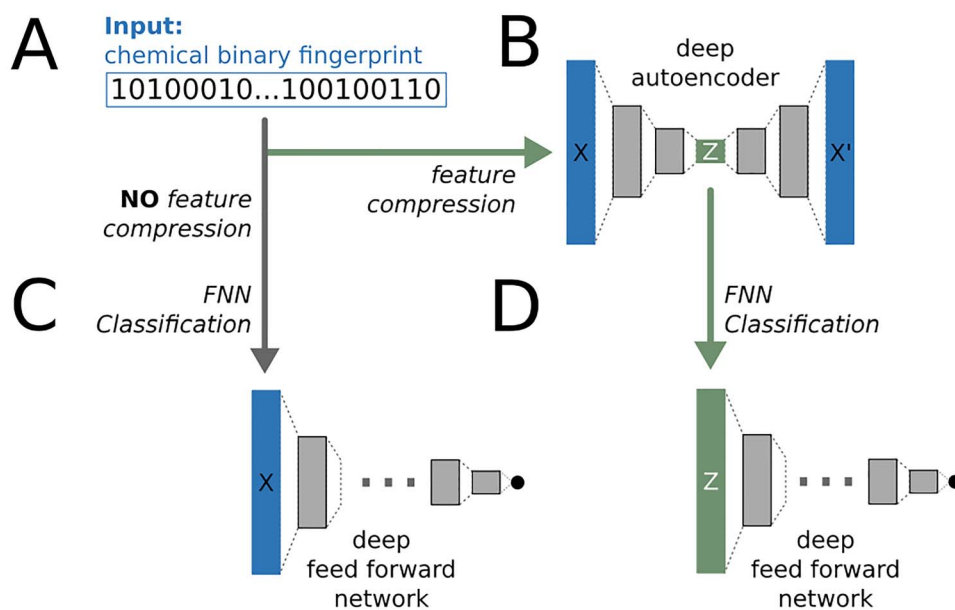 A
Input:
chemical binary fingerprint
10100010...100100110
B
deep
autoencoder
X
Z
X'
feature
compression
NO feature
compression
C
FNN
Classification
D
FNN
Classification
X
deep
feed forward
network
Z
deep
feed forward
network